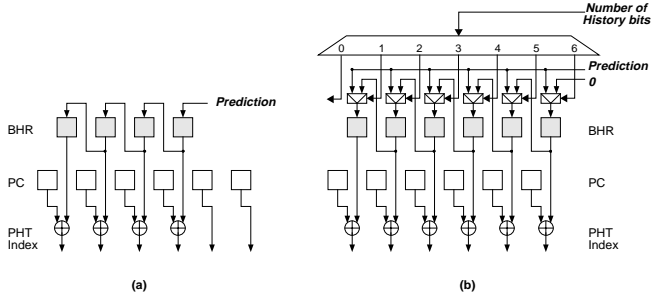 Number of
History bits
0 1 2 3 4 5 6
Prediction
0
Prediction
BHR
BHR
PC
PC
PHT
Index
PHT
Index
(a)
(b)